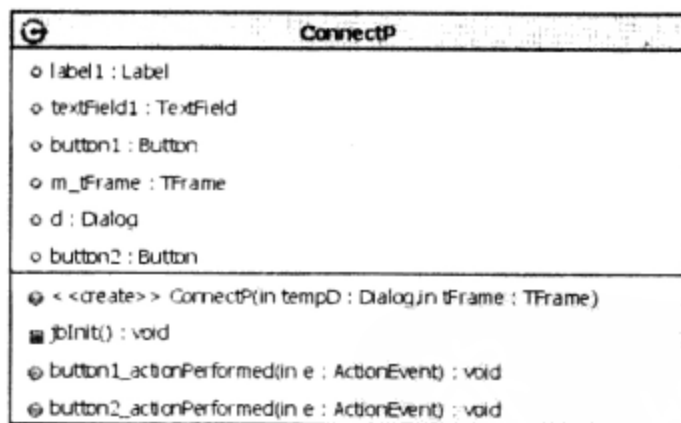 ConnectP
label1 : Label
textField1 : TextField
button1 : Button
m_tFrame : TFrame
d : Dialog
button2 : Button
< <create> > ConnectP(in tempD : Dialog,in tFrame : TFrame)
jbInit() : void
button1_actionPerformed(in e : ActionEvent) : void
button2_actionPerformed(in e : ActionEvent) : void